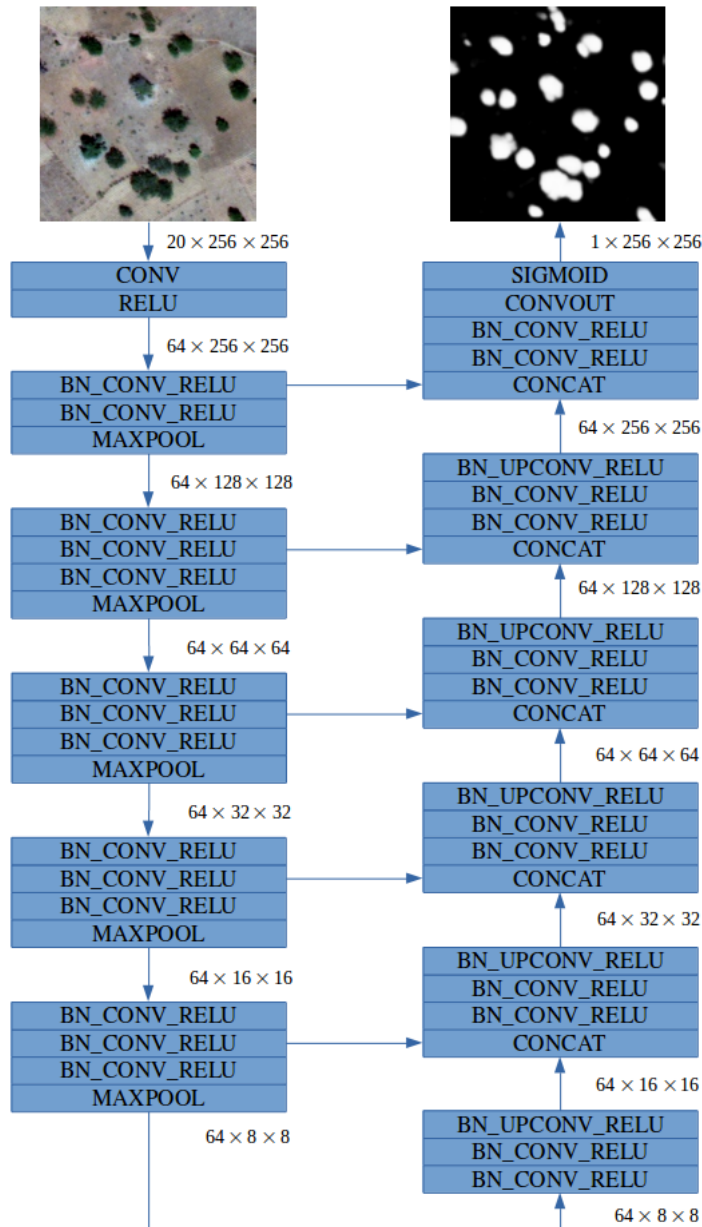 20 × 256 × 256
CONV
RELU
64 × 256 × 256
BN_CONV_RELU
BN_CONV_RELU
MAXPOOL
64 × 128 × 128
BN_CONV_RELU
BN_CONV_RELU
BN_CONV_RELU
MAXPOOL
64 × 64 × 64
BN_CONV_RELU
BN_CONV_RELU
BN_CONV_RELU
MAXPOOL
64 × 32 × 32
BN_CONV_RELU
BN_CONV_RELU
BN_CONV_RELU
MAXPOOL
64 × 16 × 16
BN_CONV_RELU
BN_CONV_RELU
BN_CONV_RELU
MAXPOOL
64 × 8 × 8
1 × 256 × 256
SIGMOID
CONVOUT
BN_CONV_RELU
BN_CONV_RELU
CONCAT
64 × 256 × 256
BN_UPCONV_RELU
BN_CONV_RELU
BN_CONV_RELU
CONCAT
64 × 128 × 128
BN_UPCONV_RELU
BN_CONV_RELU
BN_CONV_RELU
CONCAT
64 × 64 × 64
BN_UPCONV_RELU
BN_CONV_RELU
BN_CONV_RELU
CONCAT
64 × 32 × 32
BN_UPCONV_RELU
BN_CONV_RELU
BN_CONV_RELU
CONCAT
64 × 16 × 16
BN_UPCONV_RELU
BN_CONV_RELU
BN_CONV_RELU
64 × 8 × 8